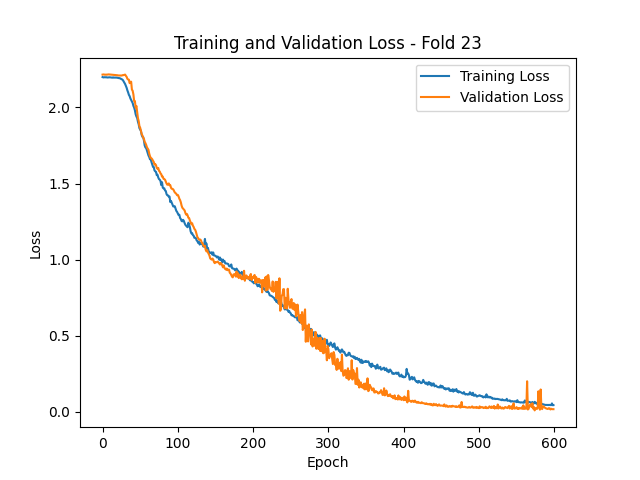 Training and Validation Loss - Fold 23
Training Loss
Validation Loss
2.0
1.5
1.0
0.5
0.0
Loss
0 100 200 300 400 500 600
Epoch